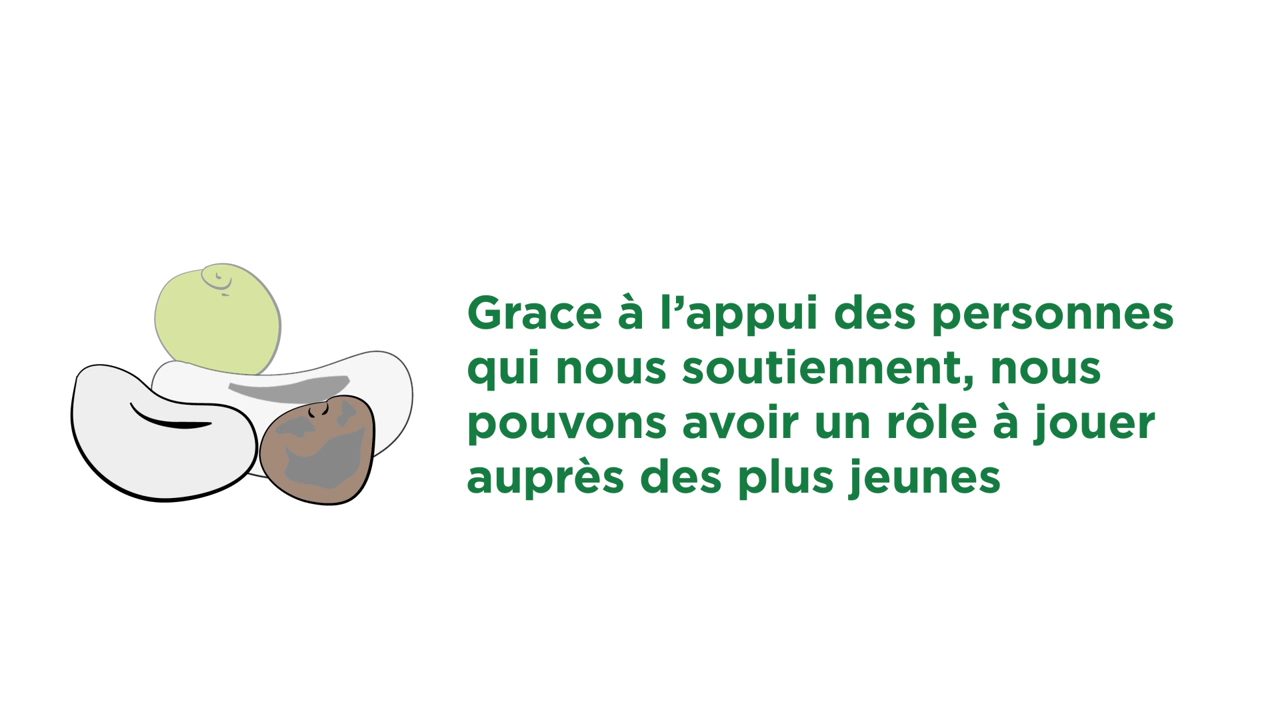 Grace à l’appui des personnes
qui nous soutiennent, nous
pouvons avoir un rôle à jouer
auprès des plus jeunes